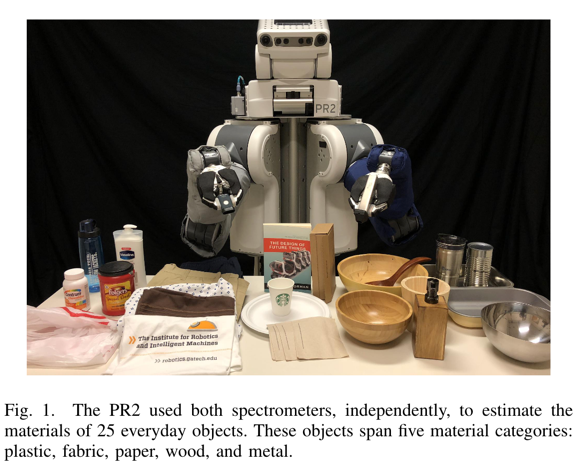 PR2
THE DESIGN OF
FUTURE THINGS
Folgers
The Institute for Robotics
and Intelligent Machines
>> robotics@gatech.edu
Fig. 1. The PR2 used both spectrometers, independently, to estimate the
materials of 25 everyday objects. These objects span five material categories:
plastic, fabric, paper, wood, and metal.